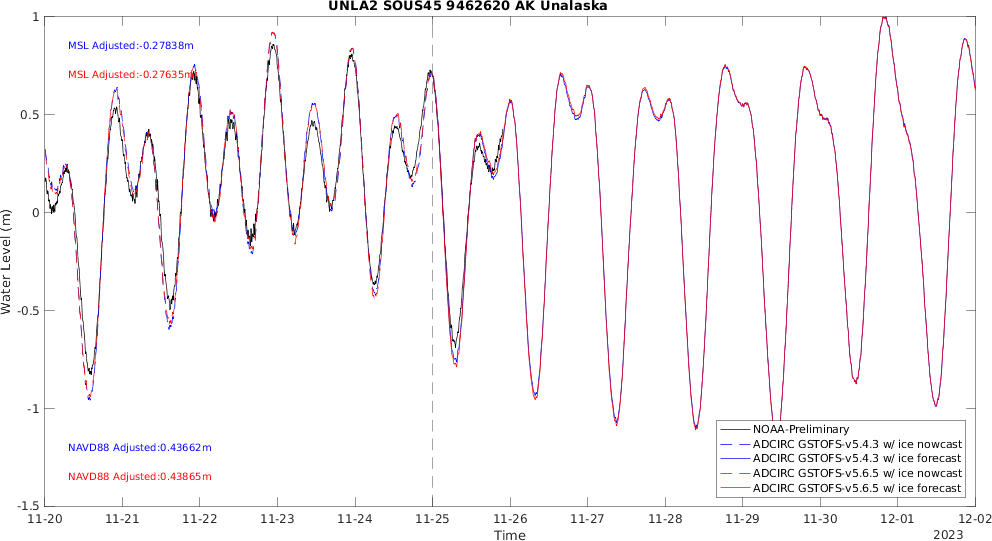 UNLA2 SOUS45 9462620 AK Unalaska
MSL Adjusted:-0.27838m
MSL Adjusted:-0.27635m
NAVD88 Adjusted:0.43662m
NAVD88 Adjusted:0.43865m
Water Level (m)
1
0.5
0
-0.5
-1
-1.5
NOAA-Preliminary
ADCIRC GSTOFS-v5.4.3 w/ ice nowcast
ADCIRC GSTOFS-v5.4.3 w/ ice forecast
ADCIRC GSTOFS-v5.6.5 w/ ice nowcast
ADCIRC GSTOFS-v5.6.5 w/ ice forecast
11-20 11-21 11-22 11-23 11-24 11-25 11-26 11-27 11-28 11-29 11-30 12-01 12-02
Time
2023